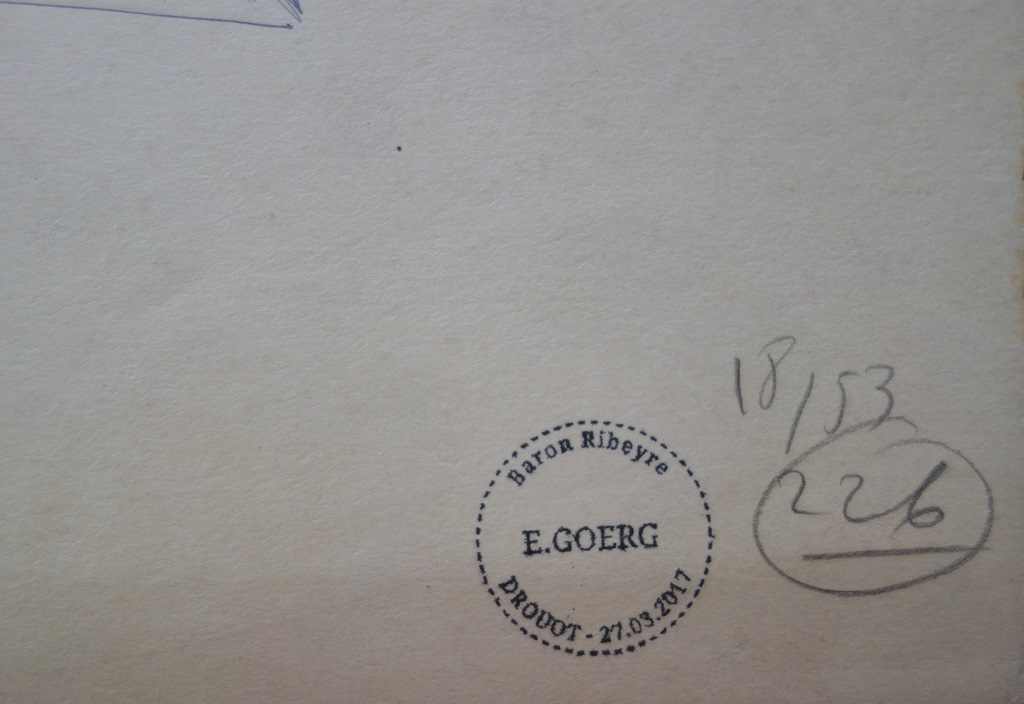 18/53
226
Baron Ribeyre
E.GOERG
DROUOT - 27.03.2017